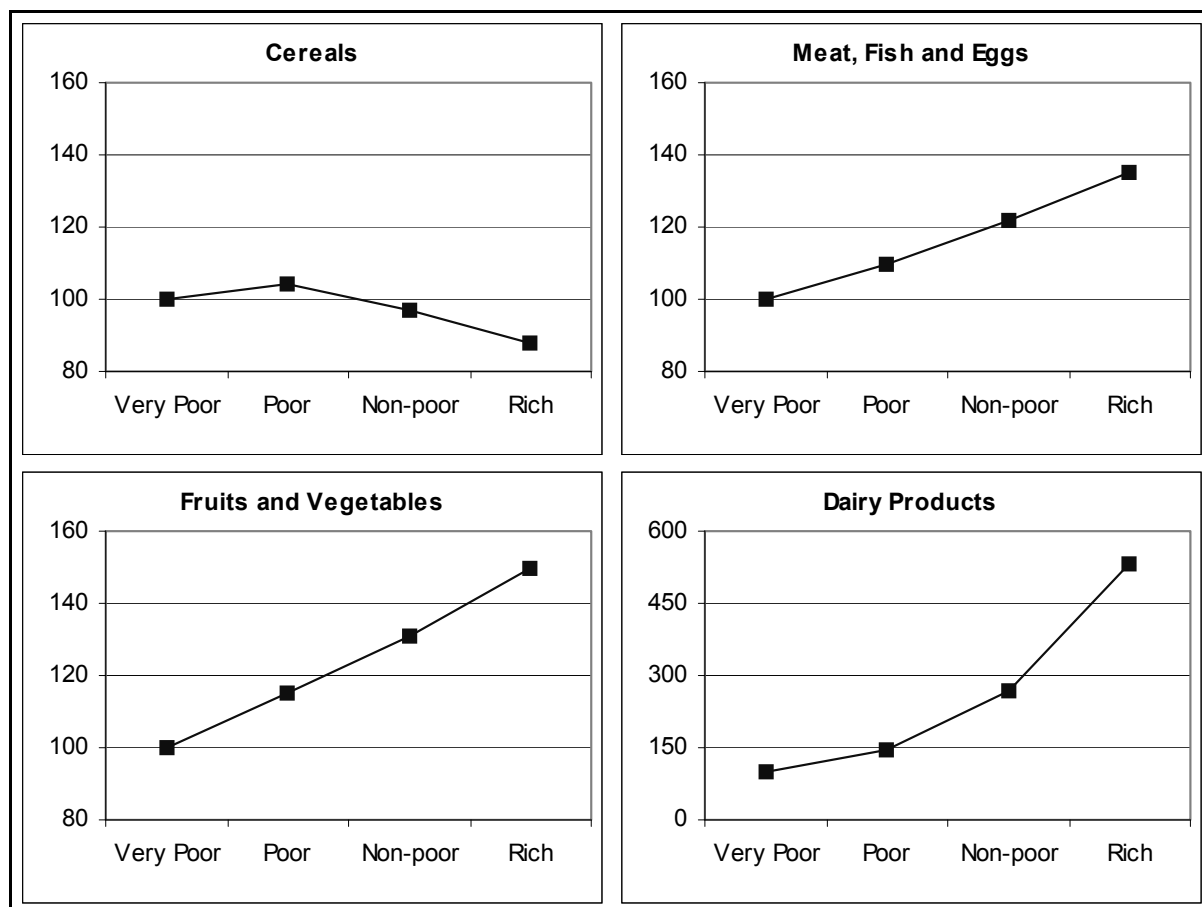 Cereals
160
140
120
100
80
Very Poor Poor Non-poor Rich
Meat, Fish and Eggs
160
140
120
100
80
Very Poor Poor Non-poor Rich
Fruits and Vegetables
160
140
120
100
80
Very Poor Poor Non-poor Rich
Dairy Products
600
450
300
150
0
Very Poor Poor Non-poor Rich